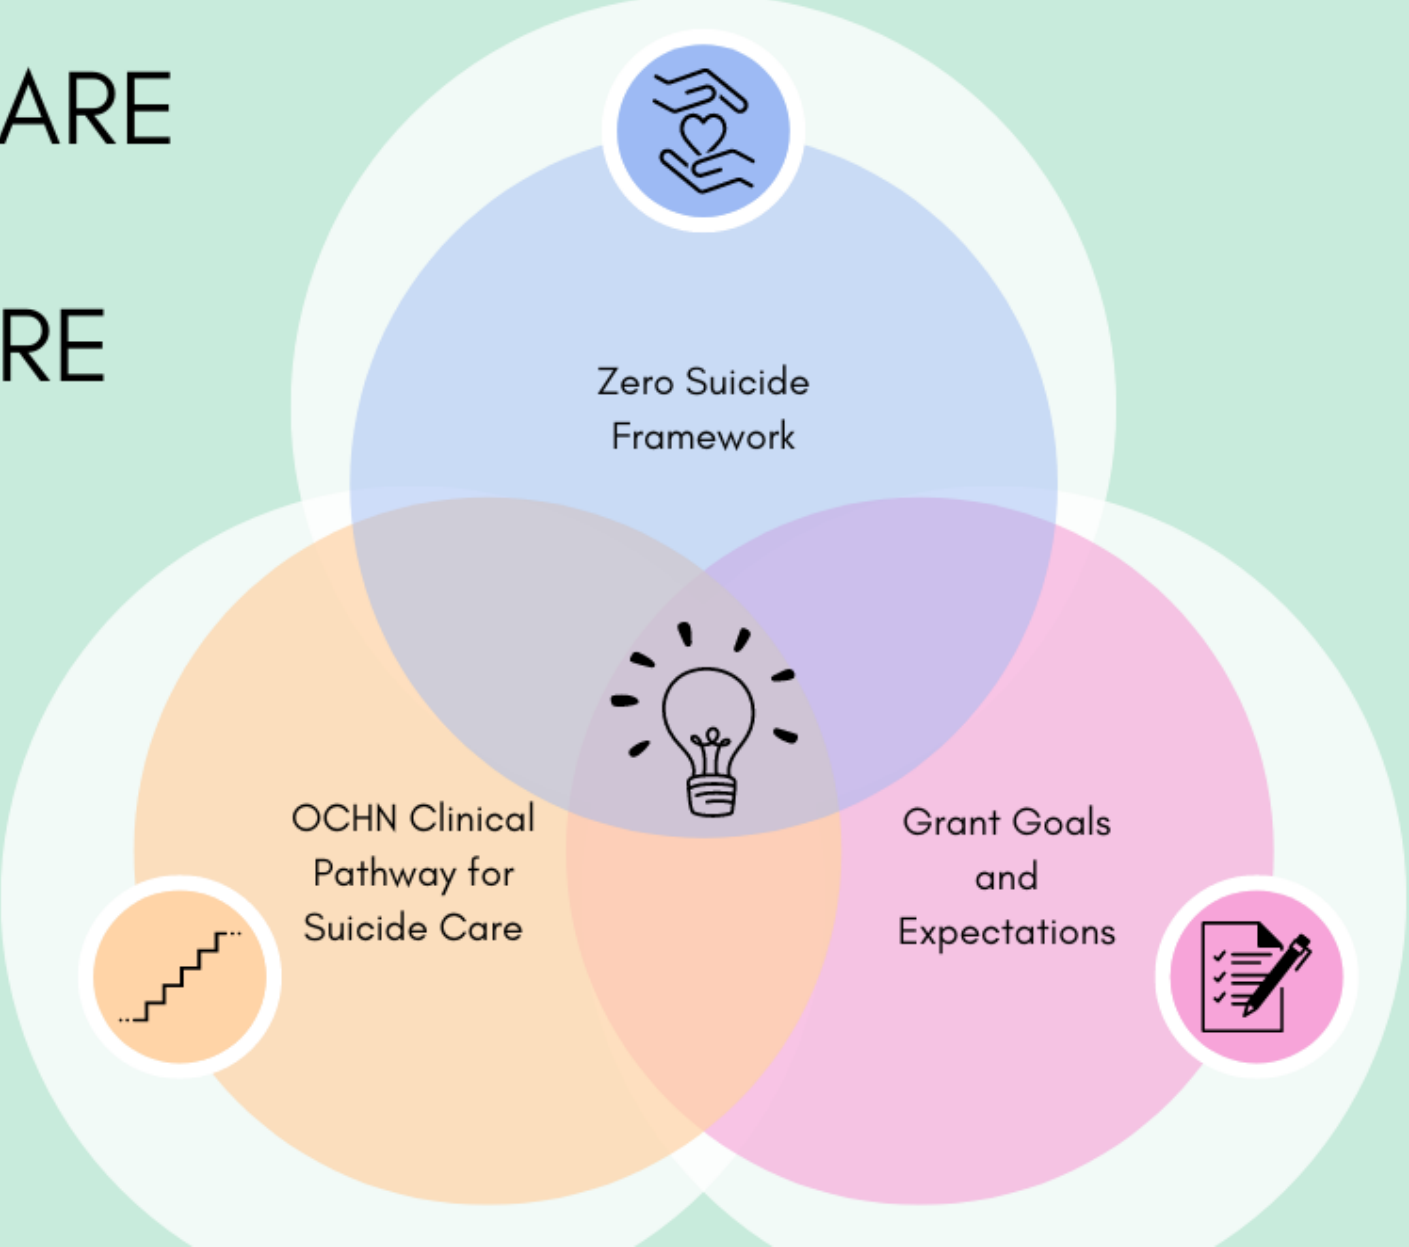 ARE
RE
Zero Suicide
Framework
OCHN Clinical
Pathway for
Suicide Care
Grant Goals
and
Expectations